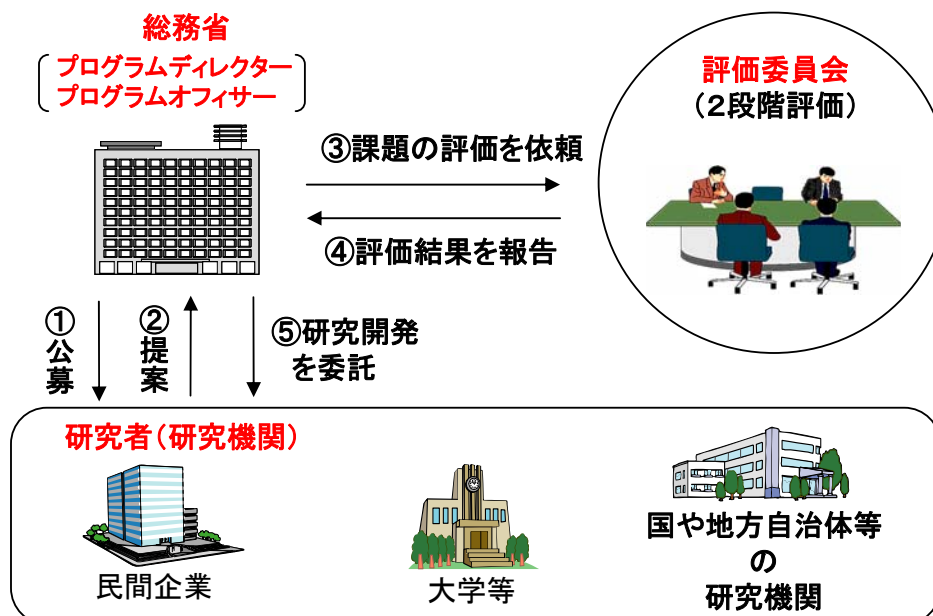 総務省
プログラムディレクター
プログラムオフィサー
評価委員会
(2段階評価)
③課題の評価を依頼
④評価結果を報告
①公募
②提案
⑤研究開発
を委託
研究者(研究機関)
民間企業
大学等
国や地方自治体等
の
研究機関